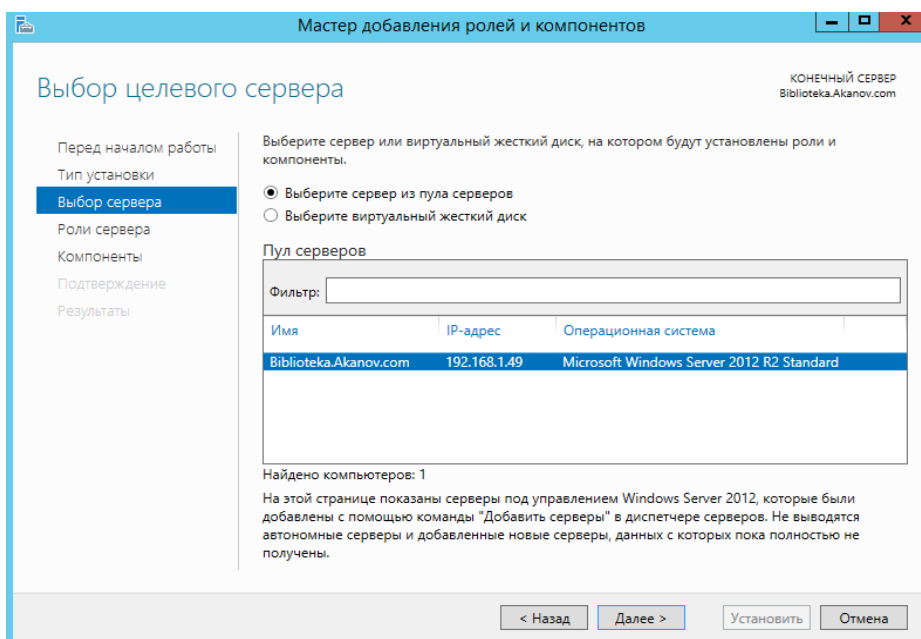 Мастер добавления ролей и компонентов
Выбор целевого сервера
КОНЕЧНЫЙ СЕРВЕР
Biblioteka.Akanov.com
Перед началом работы
Тип установки
Выбор сервера
Роли сервера
Компоненты
Подтверждение
Результаты
Выберите сервер или виртуальный жесткий диск, на котором будут установлены роли и
компоненты.
Выберите сервер из пула серверов
Выберите виртуальный жесткий диск
Пул серверов
Фильтр:
Имя IP-адрес Операционная система
Biblioteka.Akanov.com 192.168.1.49 Microsoft Windows Server 2012 R2 Standard
Найдено компьютеров: 1
На этой странице показаны серверы под управлением Windows Server 2012, которые были
добавлены с помощью команды "Добавить серверы" в диспетчере серверов. Не выводятся
автономные серверы и добавленные новые серверы, данных с которых пока полностью не
получены.
< Назад Далее > Установить Отмена